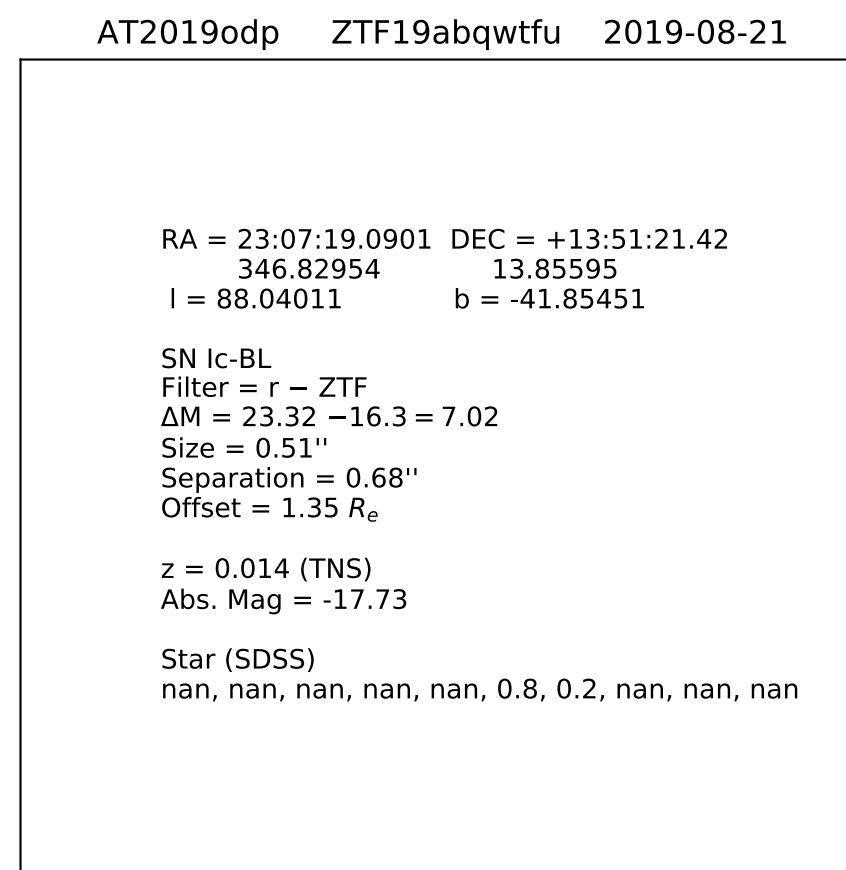 AT2019odp ZTF19abqwtfu 2019-08-21
RA = 23:07:19.0901 DEC = +13:51:21.42
346.82954 13.85595
l = 88.04011 b = -41.85451
SN Ic-BL
Filter = r − ZTF
ΔM = 23.32 −16.3 = 7.02
Size = 0.51''
Separation = 0.68''
Offset = 1.35 Rₑ
z = 0.014 (TNS)
Abs. Mag = -17.73
Star (SDSS)
nan, nan, nan, nan, nan, 0.8, 0.2, nan, nan, nan